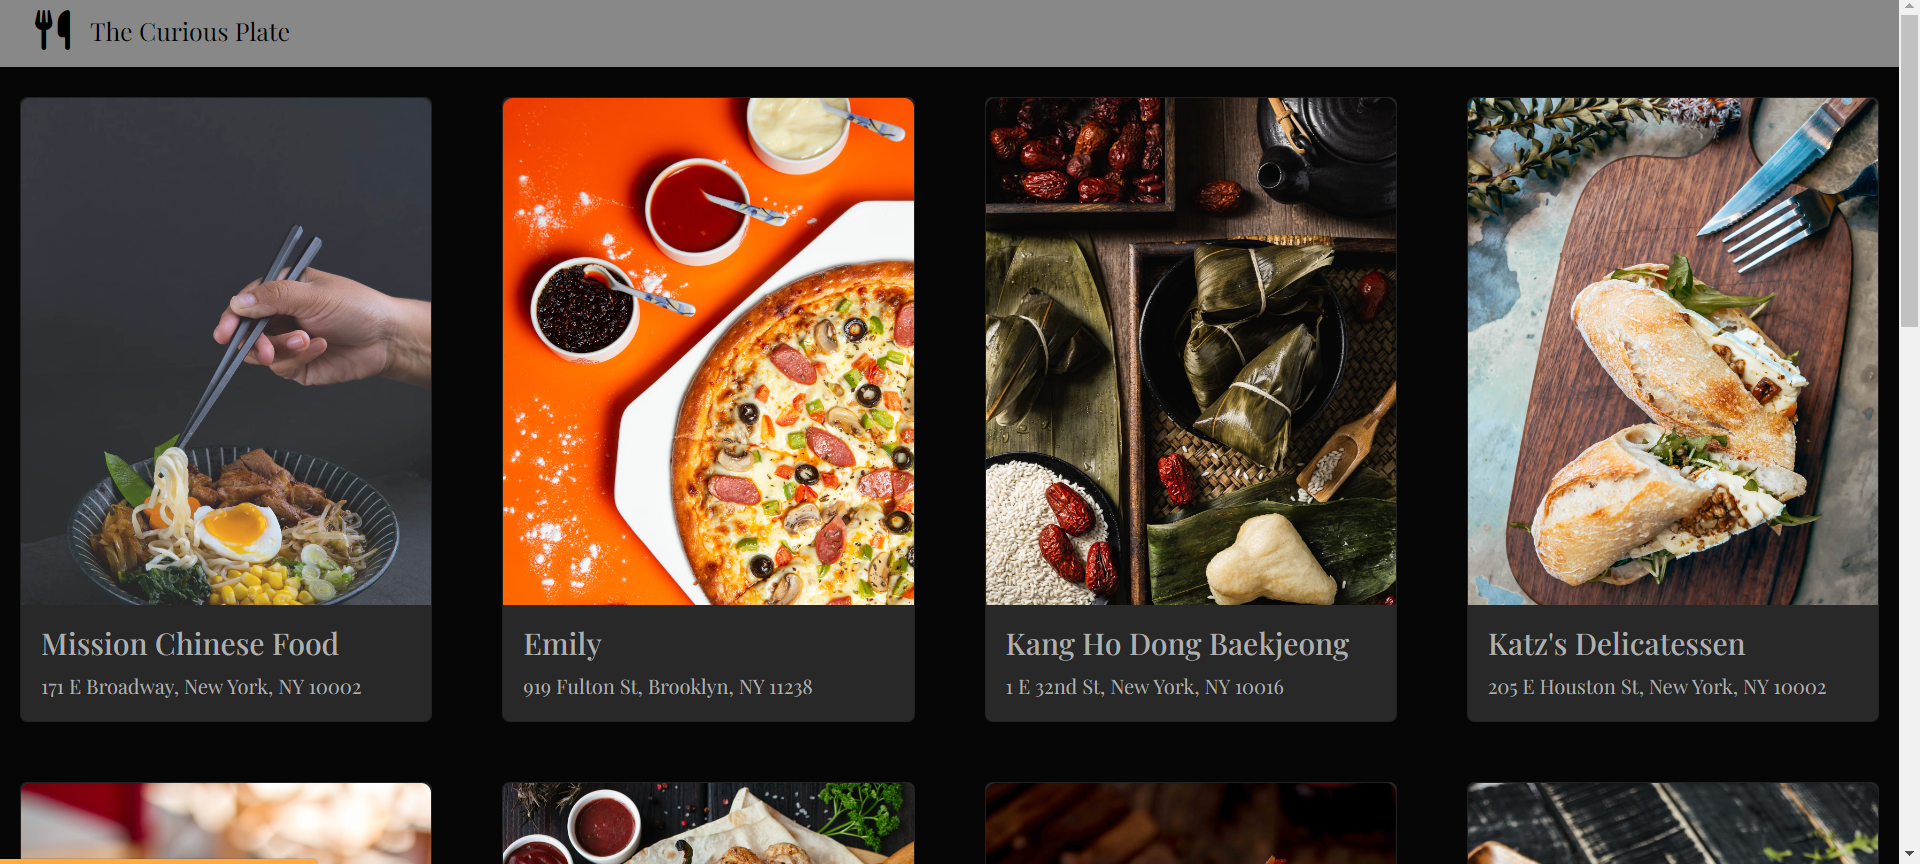 The Curious Plate
Mission Chinese Food
171 E Broadway, New York, NY 10002
Emily
919 Fulton St, Brooklyn, NY 11238
Kang Ho Dong Baekjeong
1 E 32nd St, New York, NY 10016
Katz's Delicatessen
205 E Houston St, New York, NY 10002